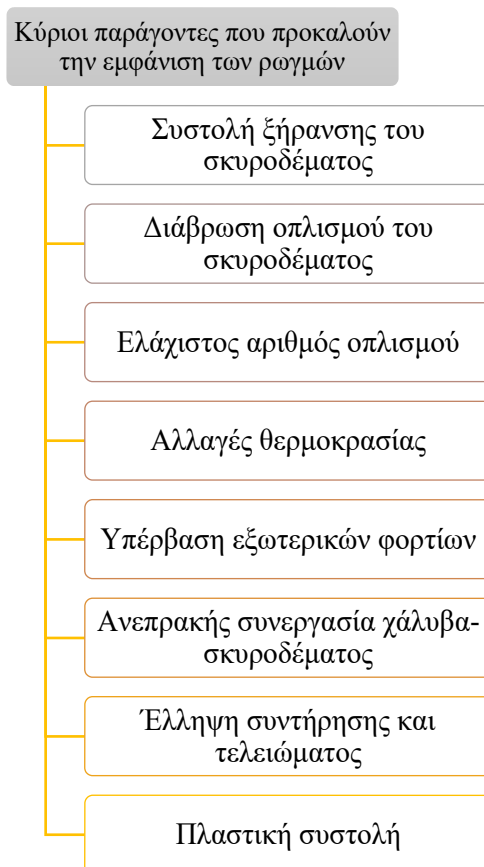 Κύριοι παράγοντες που προκαλούν
την εμφάνιση των ρωγμών
Συστολή ξήρανσης του
σκυροδέματος
Διάβρωση οπλισμού του
σκυροδέματος
Ελάχιστος αριθμός οπλισμού
Αλλαγές θερμοκρασίας
Υπέρβαση εξωτερικών φορτίων
Ανεπρακής συνεργασία χάλυβα-
σκυροδέματος
Έλληψη συντήρησης και
τελειώματος
Πλαστική συστολή